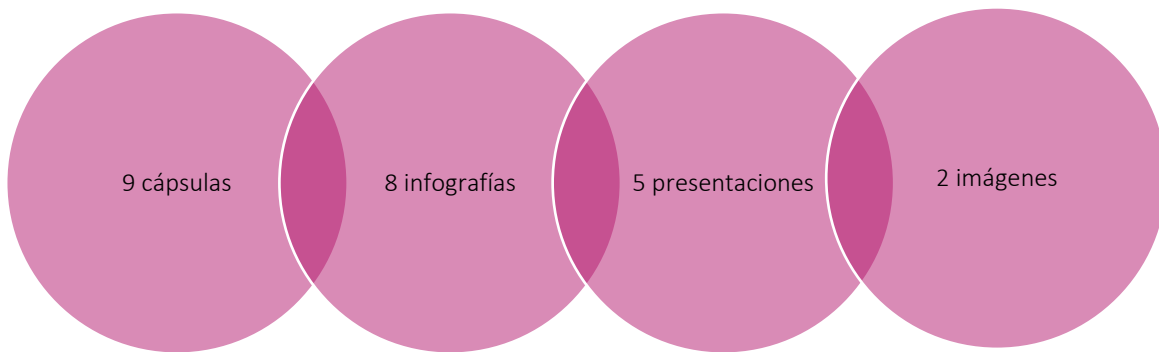 9 cápsulas
8 infografías
5 presentaciones
2 imágenes